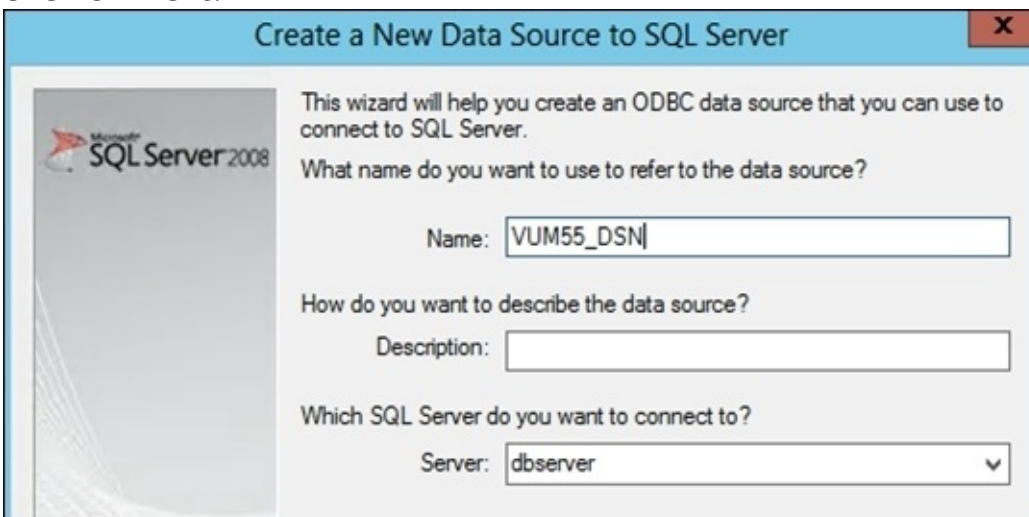 Create a New Data Source to SQL Server
x
Microsoft
SQL Server 2008
This wizard will help you create an ODBC data source that you can use to
connect to SQL Server.
What name do you want to use to refer to the data source?
Name: VUM55_DSN
How do you want to describe the data source?
Description:
Which SQL Server do you want to connect to?
Server: dbserver